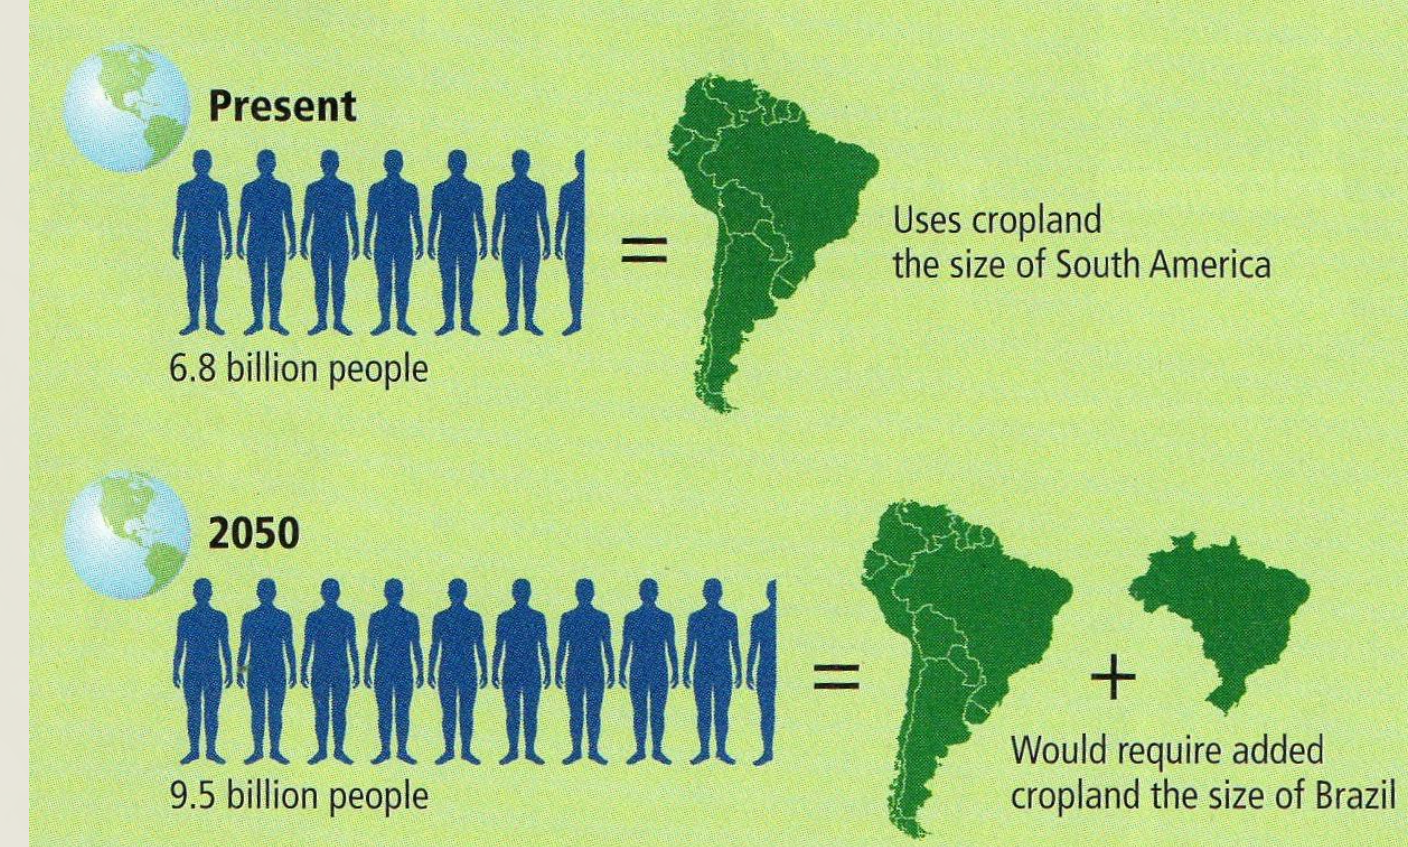 Present
6.8 billion people
=
Uses cropland
the size of South America
2050
9.5 billion people
=
+
Would require added
cropland the size of Brazil